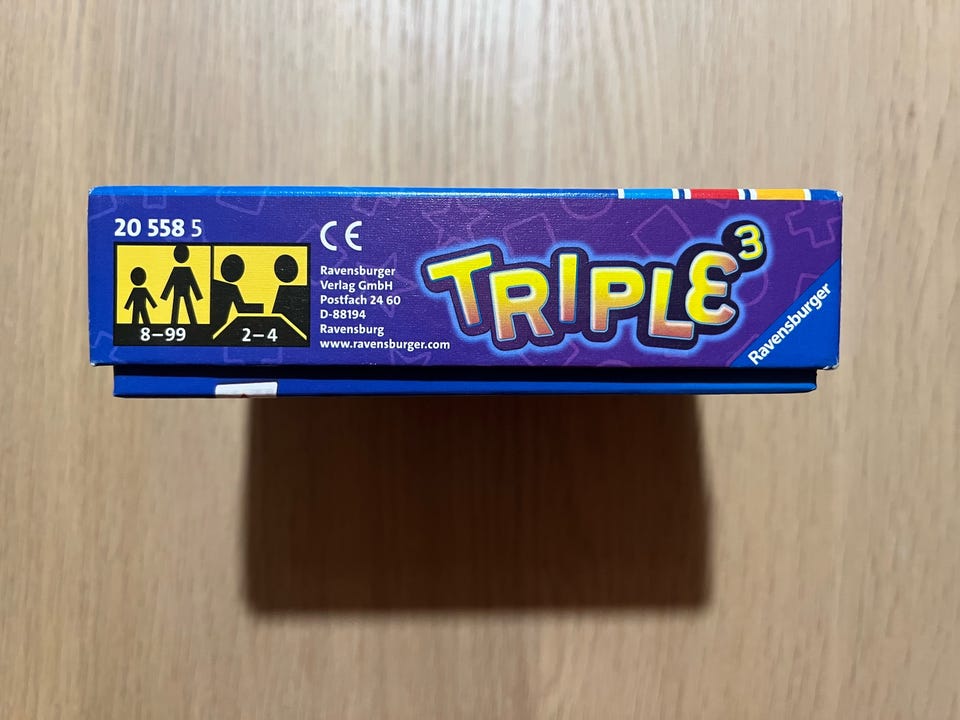 20 558 5
8–99
2–4
CE
Ravensburger
Verlag GmbH
Postfach 24 60
D-88194
Ravensburg
www.ravensburger.com
TRIPLE³
Ravensburger